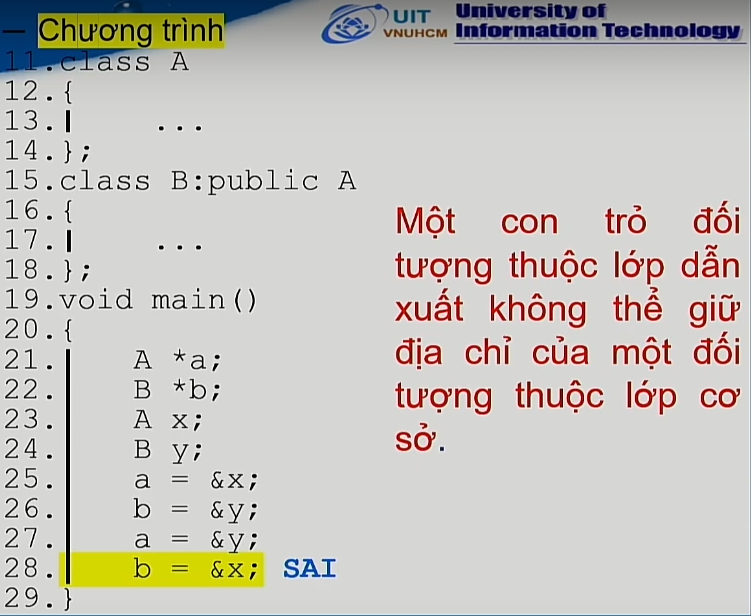 – Chương trình
UIT
VNUHCM
University of
Information Technology
11.class A
12.{
13.| ...
14.};
15.class B:public A
16.{
17.| ...
18.};
19.void main()
20.{
21. A *a;
22. B *b;
23. A x;
24. B y;
25. a = &x;
26. b = &y;
27. a = &y;
28. b = &x; SAI
29.}
Một con trỏ đối
tượng thuộc lớp dẫn
xuất không thể giữ
địa chỉ của một đối
tượng thuộc lớp cơ
sở.